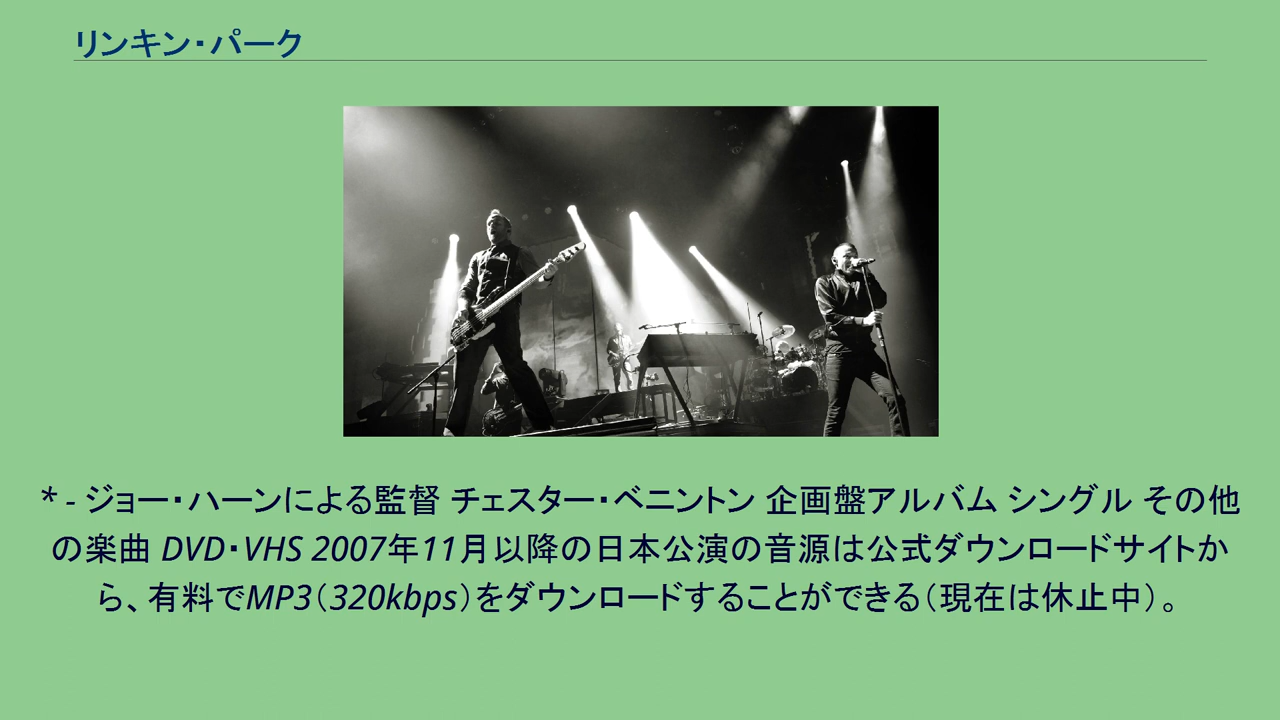 リンキン・パーク
* - ジョー・ハーンによる監督 チェスター・ベニントン 企画盤アルバム シングル その他
の楽曲 DVD・VHS 2007年11月以降の日本公演の音源は公式ダウンロードサイトか
ら、有料でMP3（320kbps）をダウンロードすることができる（現在は休止中）。